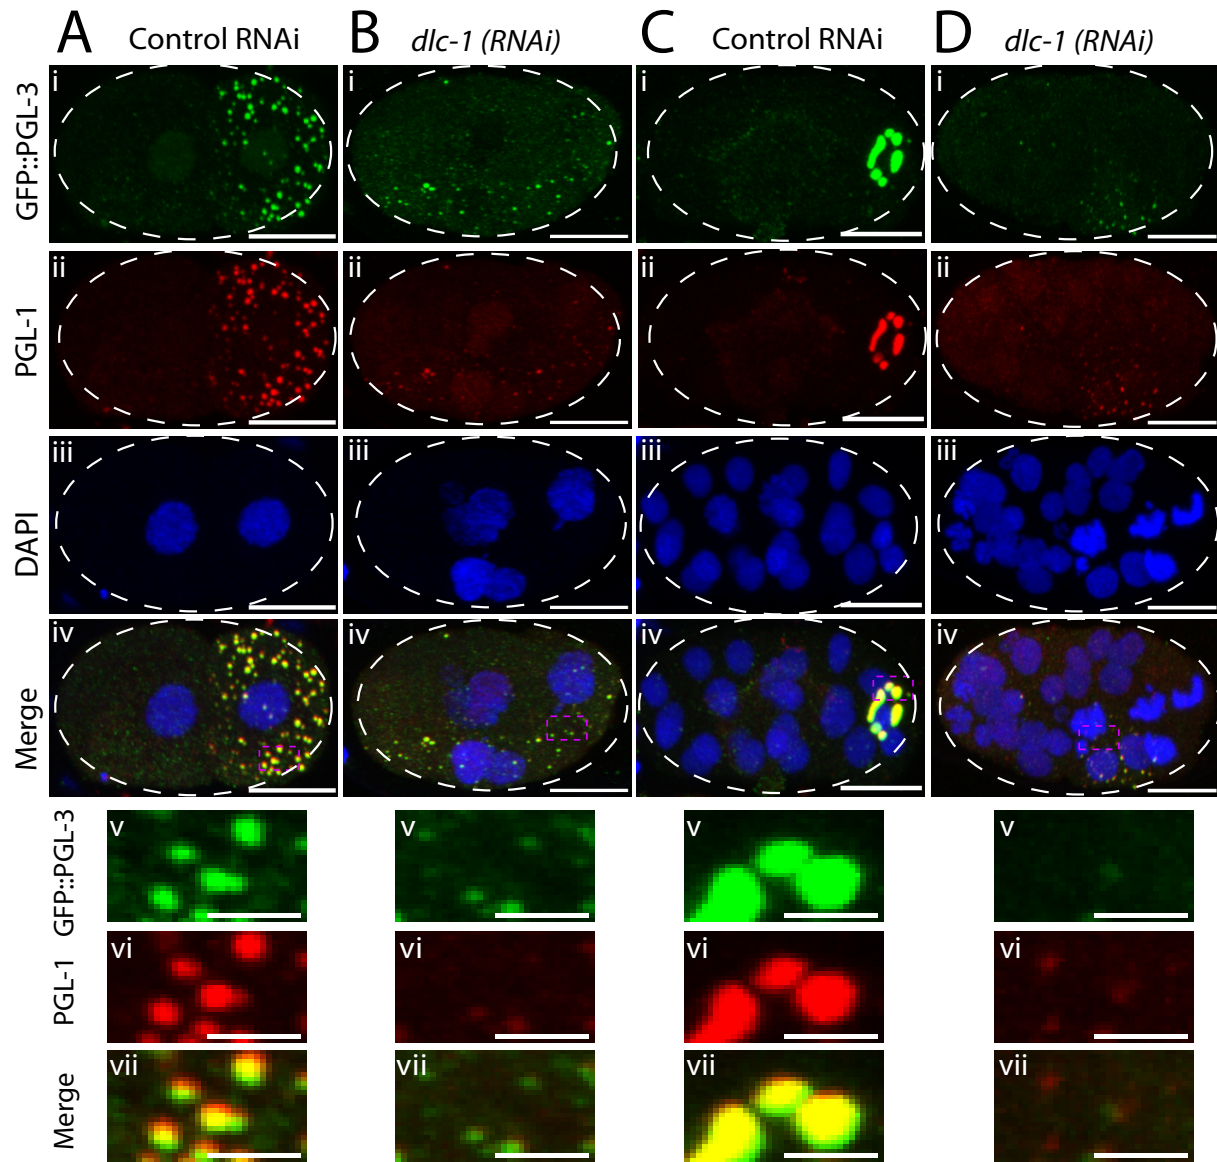 A Control RNAi B dlc-1 (RNAi) C Control RNAi D dlc-1 (RNAi)
GFP::PGL-3 i i i i
PGL-1 ii ii ii ii
DAPI iii iii iii iii
Merge iv iv iv iv
GFP::PGL-3 v v v v
PGL-1 vi vi vi vi
Merge vii vii vii vii